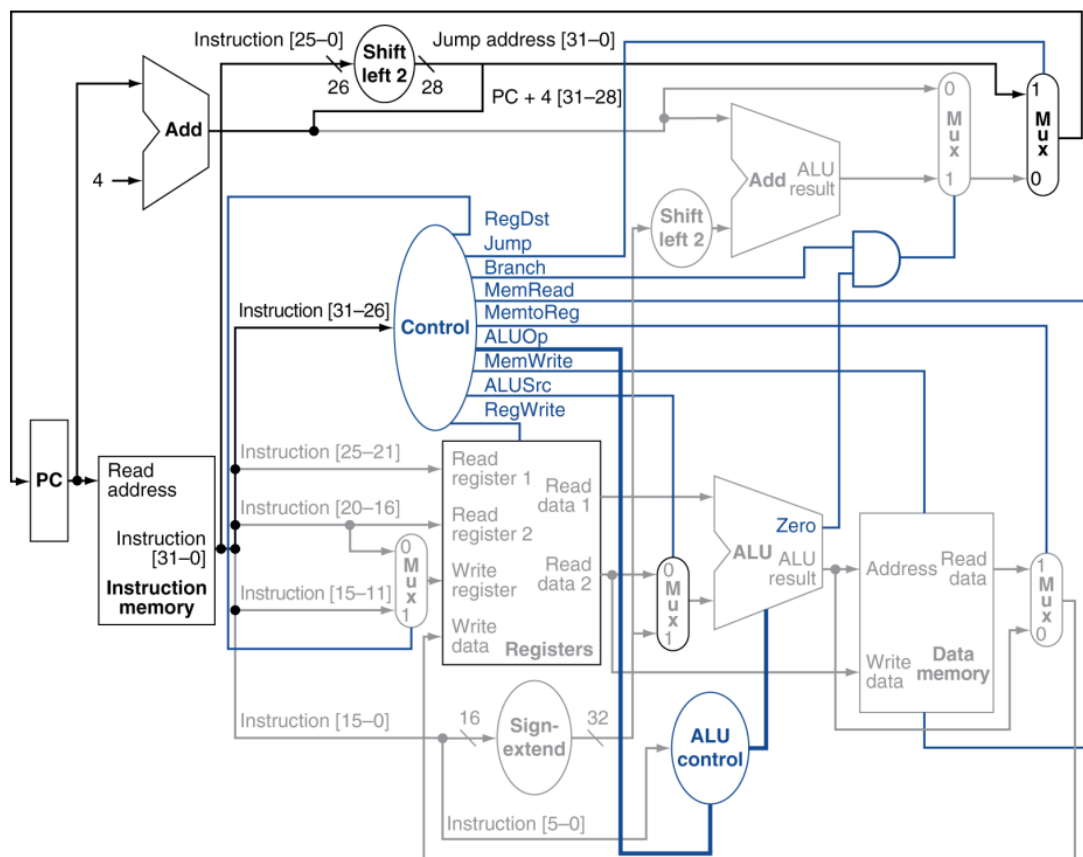 Instruction [25–0]
Shift
left 2
Jump address [31–0]
26
28
PC + 4 [31–28]
Add
4
0
M
u
x
1
1
M
u
x
0
Add
ALU
result
Shift
left 2
RegDst
Jump
Branch
MemRead
MemtoReg
ALUOp
MemWrite
ALUSrc
RegWrite
Instruction [31–26]
Control
PC
Read
address
Instruction
[31–0]
Instruction
memory
Instruction [25–21]
Instruction [20–16]
Instruction [15–11]
0
M
u
x
1
Read
register 1
Read
register 2
Write
register
Write
data
Read
data 1
Read
data 2
Registers
0
M
u
x
1
Zero
ALU
ALU
result
Address
Read
data
Write
data
Data
memory
1
M
u
x
0
Instruction [15–0]
16
Sign-
extend
32
ALU
control
Instruction [5–0]